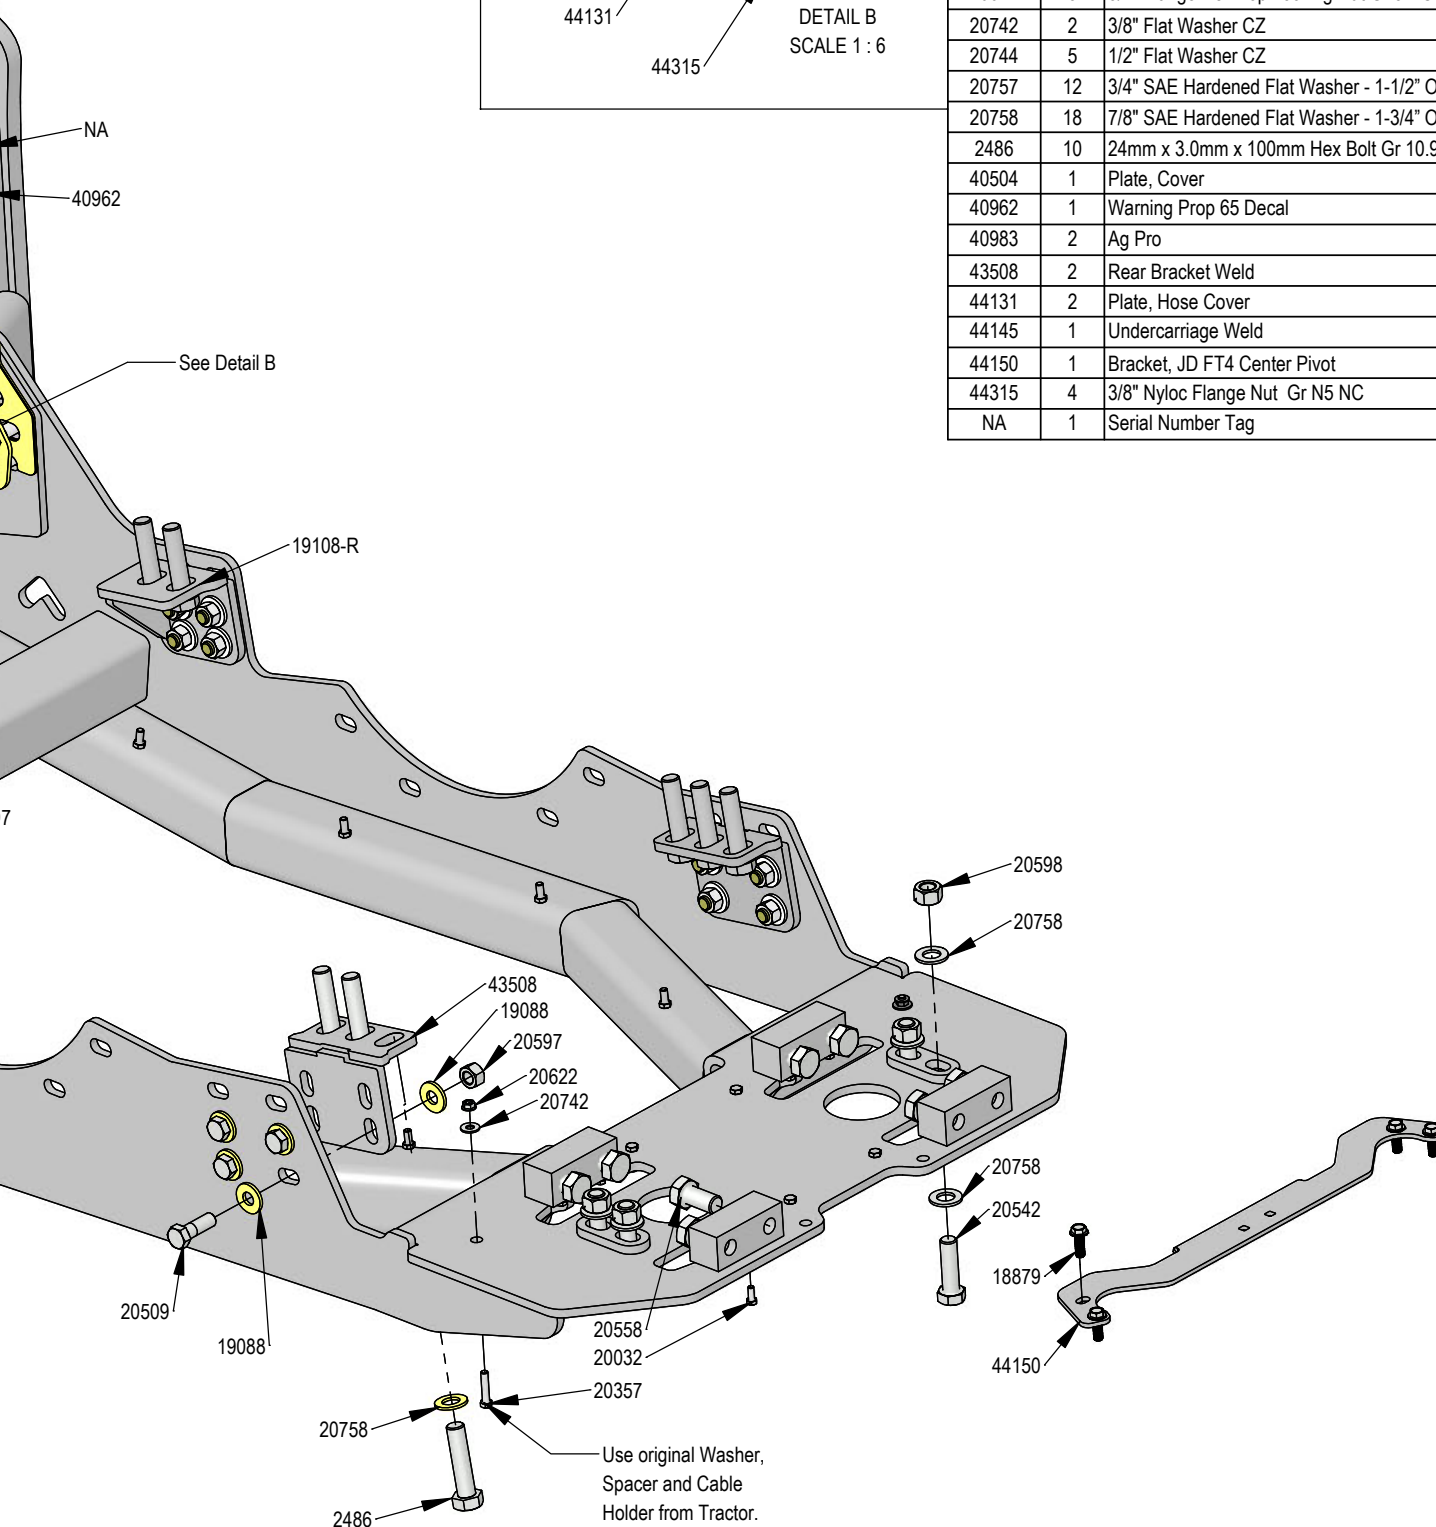 44131
44315
DETAIL B
SCALE 1 : 6
20742 2 3/8" Flat Washer CZ
20744 5 1/2" Flat Washer CZ
20757 12 3/4" SAE Hardened Flat Washer - 1-1/2” O
20758 18 7/8" SAE Hardened Flat Washer - 1-3/4” O
2486 10 24mm x 3.0mm x 100mm Hex Bolt Gr 10.9
40504 1 Plate, Cover
40962 1 Warning Prop 65 Decal
40983 2 Ag Pro
43508 2 Rear Bracket Weld
44131 2 Plate, Hose Cover
44145 1 Undercarriage Weld
44150 1 Bracket, JD FT4 Center Pivot
44315 4 3/8" Nyloc Flange Nut Gr N5 NC
NA 1 Serial Number Tag
NA
40962
See Detail B
19108-R
7
20598
20758
43508
19088
20597
20622
20742
20758
20542
18879
44150
20509
19088
20558
20032
20357
20758
2486
Use original Washer,
Spacer and Cable
Holder from Tractor.